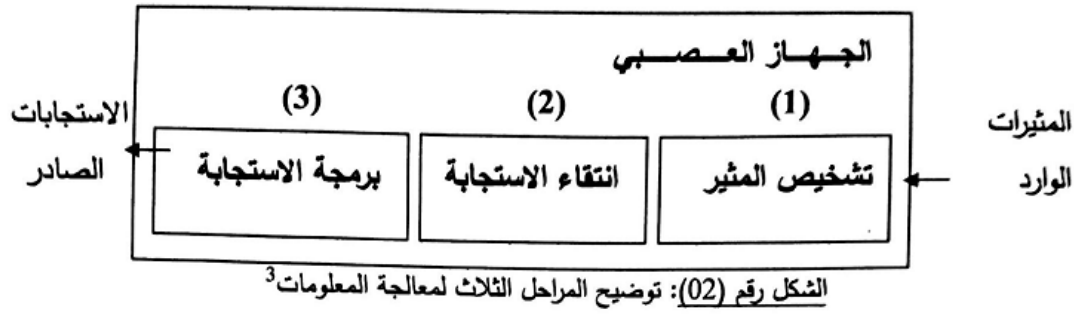 الجهاز العصبي
(1) (2) (3)
المثيرات
الوارد
تشخيص المثير
انتقاء الاستجابة
برمجة الاستجابة
الاستجابات
الصادر
الشكل رقم (02): توضيح المراحل الثلاث لمعالجة المعلومات3